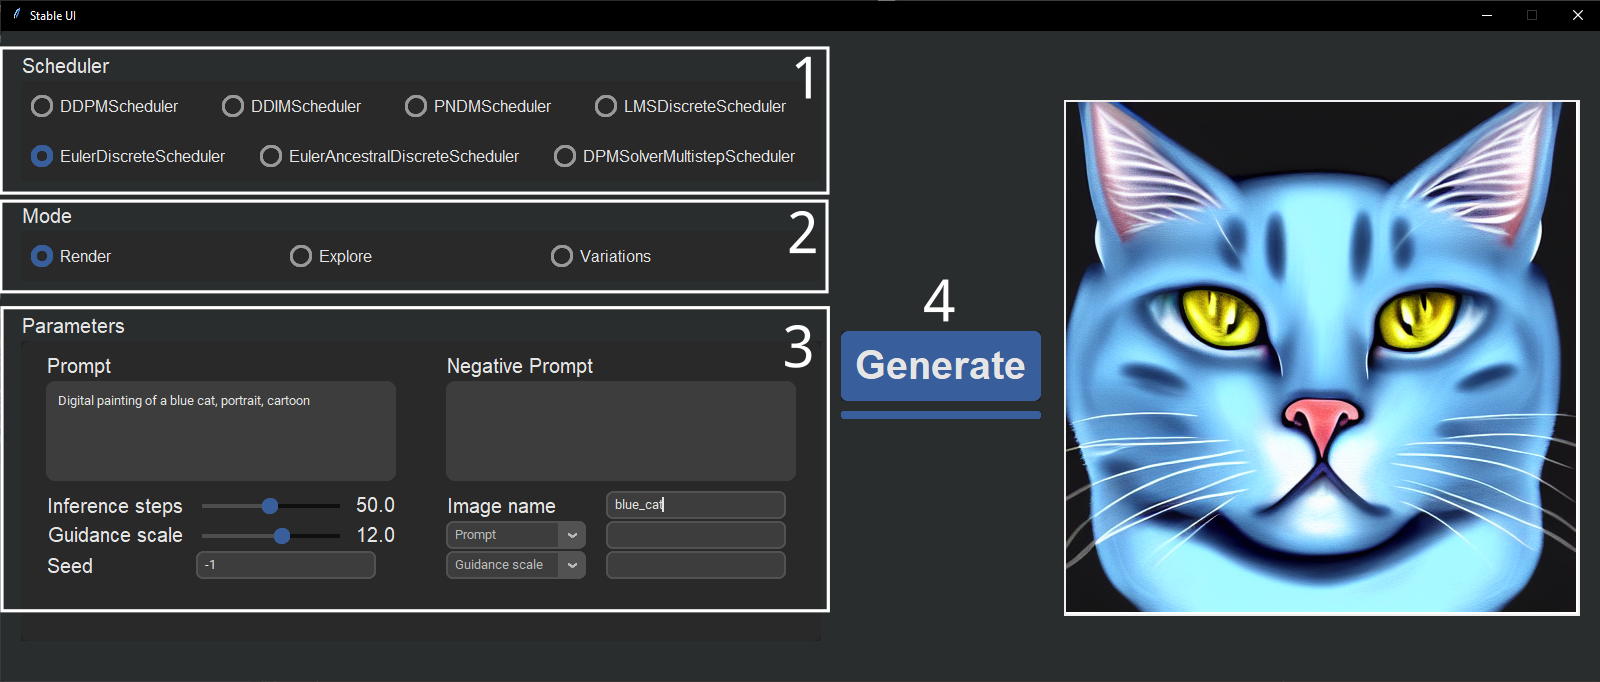 Stable UI
Scheduler
1
DDPMScheduler DDIMScheduler PNDMScheduler LMSDiscreteScheduler
EulerDiscreteScheduler EulerAncestralDiscreteScheduler DPMSolverMultistepScheduler
Mode
2
Render Explore Variations
Parameters
3
Prompt Negative Prompt
Digital painting of a blue cat, portrait, cartoon
Inference steps 50.0 Image name blue_cat
Guidance scale 12.0 Prompt
Seed -1 Guidance scale
4
Generate